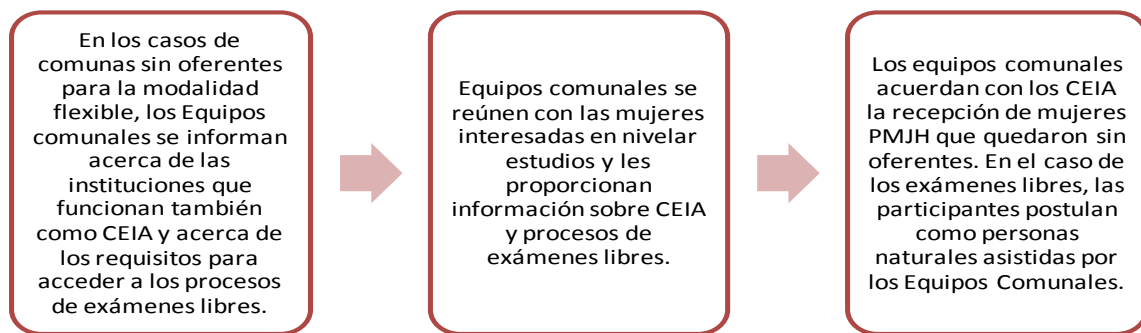 En los casos de
comunas sin oferentes
para la modalidad
flexible, los Equipos
comunales se informan
acerca de las
instituciones que
funcionan también
como CEIA y acerca de
los requisitos para
acceder a los procesos
de exámenes libres.
Equipos comunales se
reúnen con las mujeres
interesadas en nivelar
estudios y les
proporcionan
información sobre CEIA
y procesos de
exámenes libres.
Los equipos comunales
acuerdan con los CEIA
la recepción de mujeres
PMJH que quedaron sin
oferentes. En el caso de
los exámenes libres, las
participantes postulan
como personas
naturales asistidas por
los Equipos Comunales.